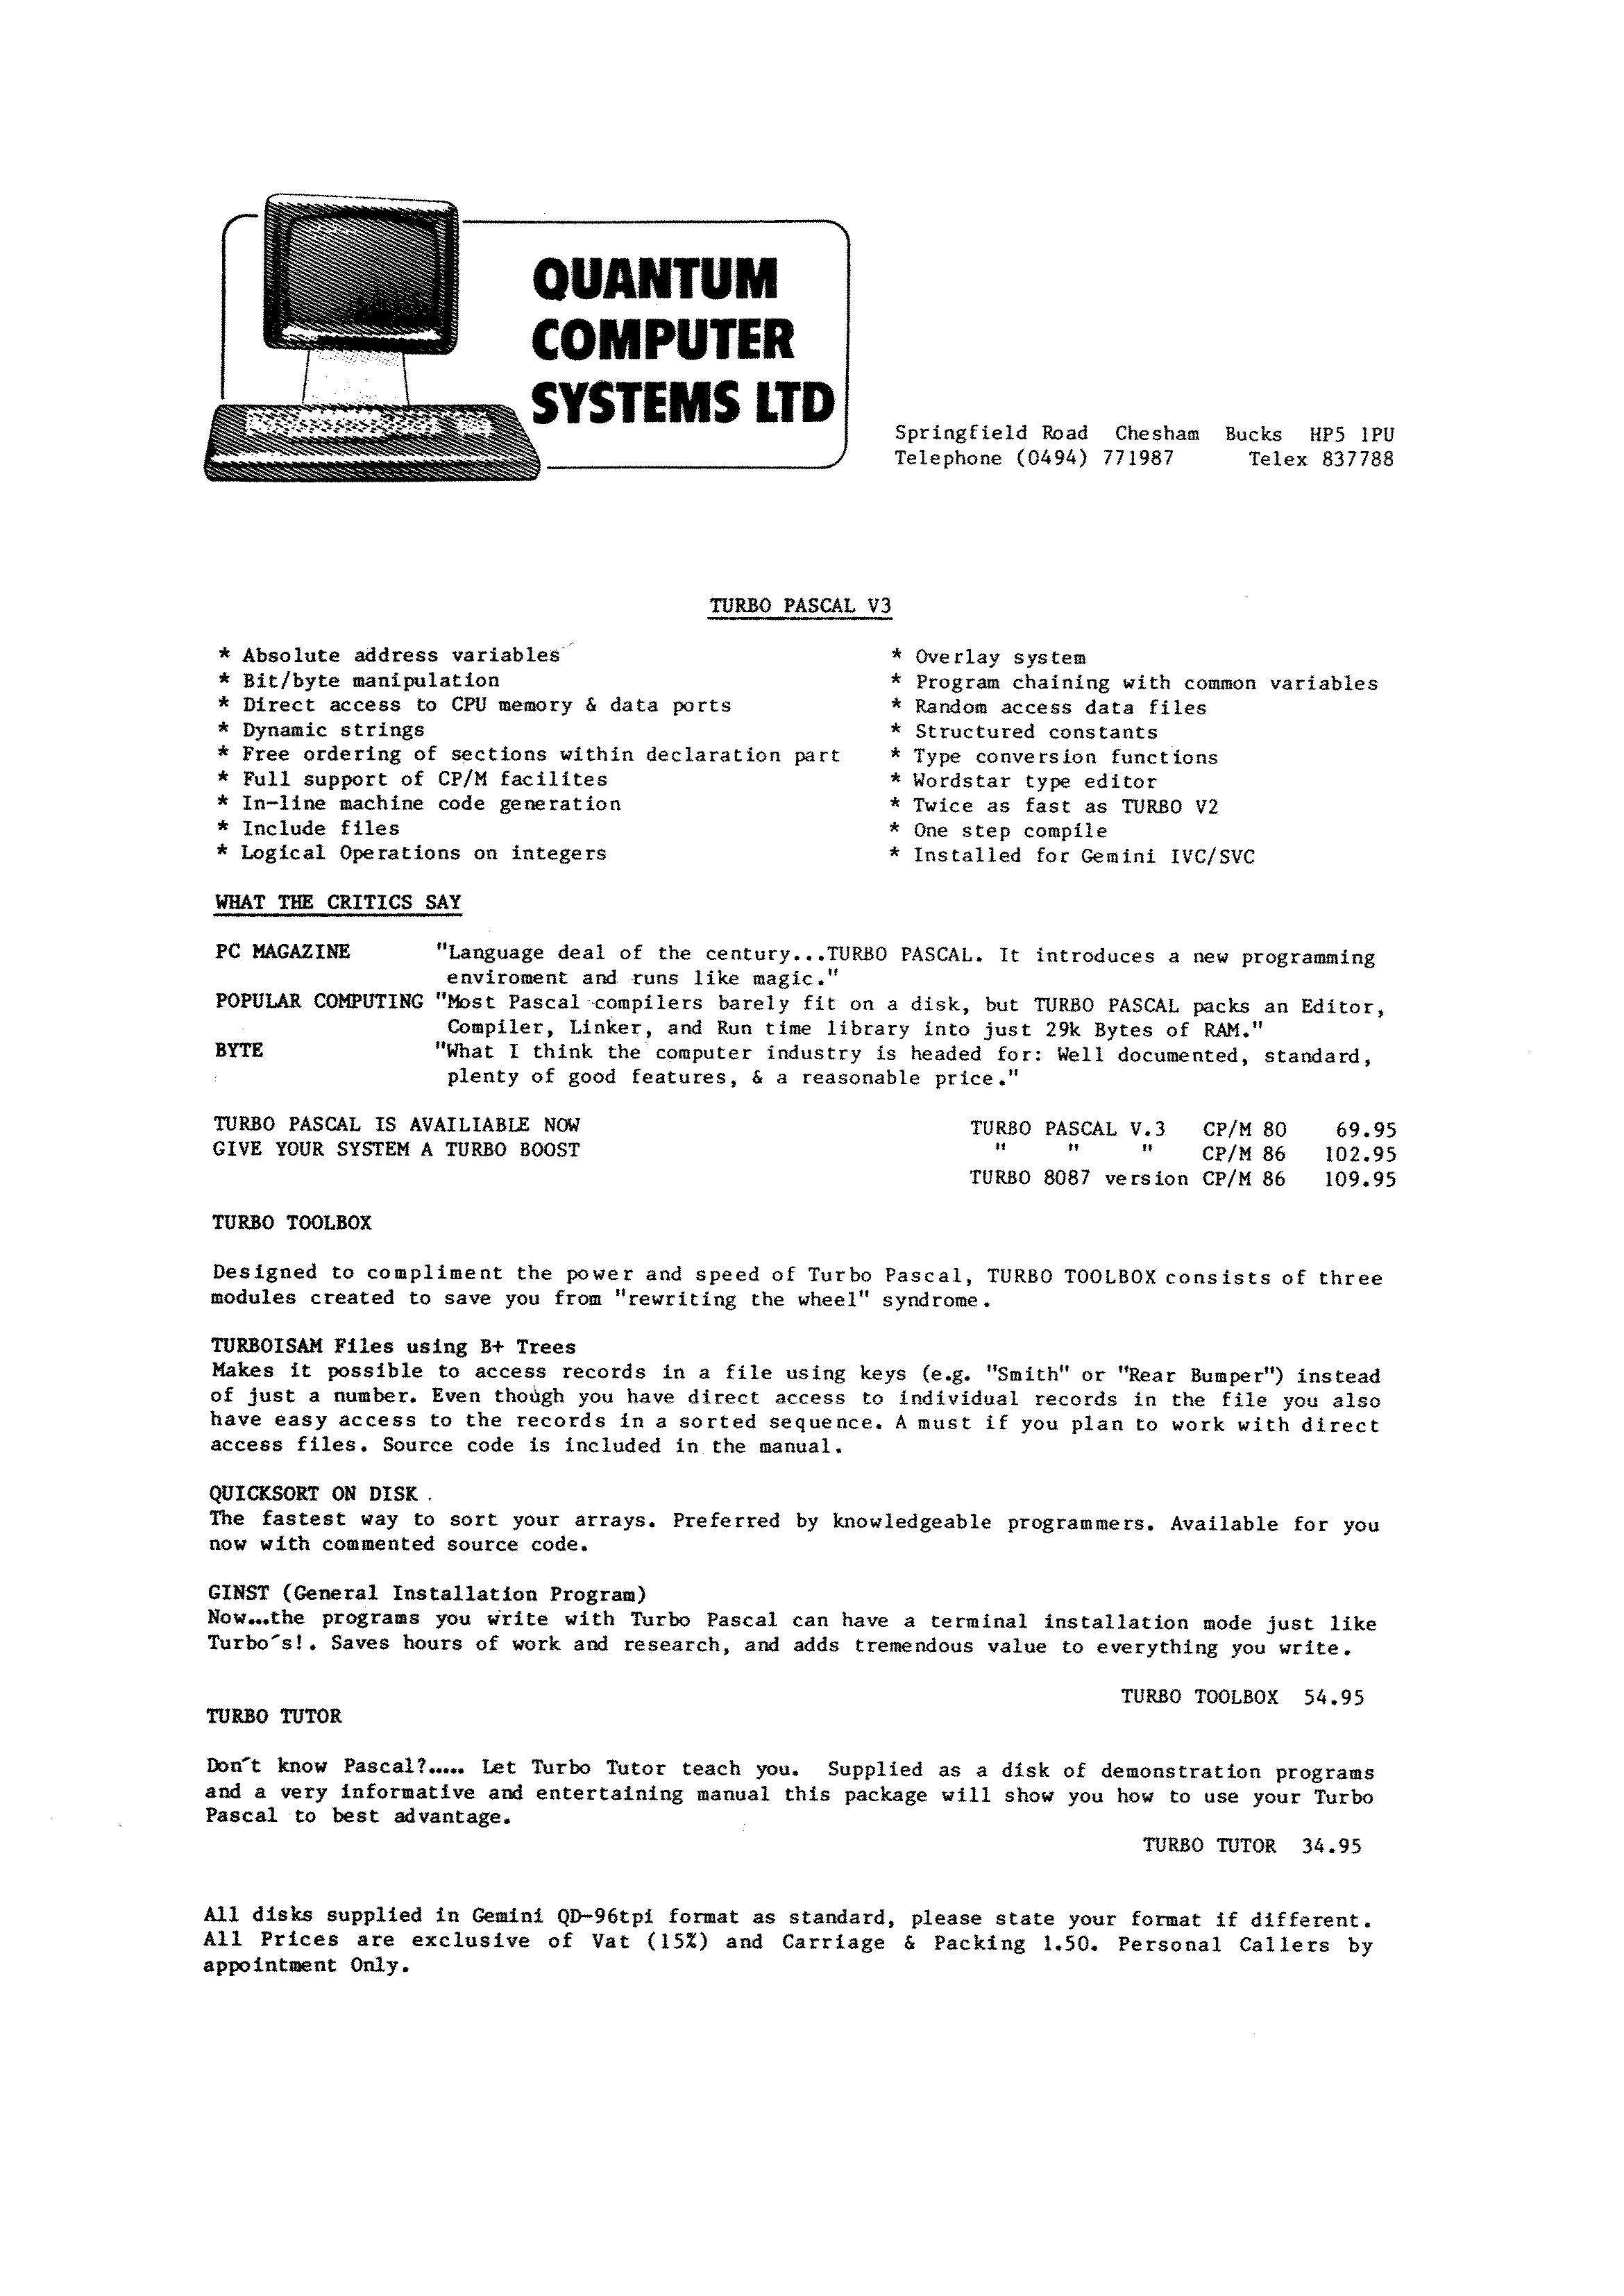 QUANTUM
COMPUTER
SYSTEMS LTD
Springfield Road Chesham Bucks HP5 1PU
Telephone (0494) 771987 Telex 837788
TURBO PASCAL V3
* Absolute address variables
* Bit/byte manipulation
* Direct access to CPU memory & data ports
* Dynamic strings
* Free ordering of sections within declaration part
* Full support of CP/M facilites
* In-line machine code generation
* Include files
* Logical Operations on integers
* Overlay system
* Program chaining with common variables
* Random access data files
* Structured constants
* Type conversion functions
* Wordstar type editor
* Twice as fast as TURBO V2
* One step compile
* Installed for Gemini IVC/SVC
WHAT THE CRITICS SAY
PC MAGAZINE "Language deal of the century...TURBO PASCAL. It introduces a new programming
enviroment and runs like magic."
POPULAR COMPUTING "Most Pascal compilers barely fit on a disk, but TURBO PASCAL packs an Editor,
Compiler, Linker, and Run time library into just 29k Bytes of RAM."
BYTE "What I think the computer industry is headed for: Well documented, standard,
plenty of good features, & a reasonable price."
TURBO PASCAL IS AVAILIABLE NOW
GIVE YOUR SYSTEM A TURBO BOOST
TURBO PASCAL V.3 CP/M 80 69.95
" " " CP/M 86 102.95
TURBO 8087 version CP/M 86 109.95
TURBO TOOLBOX
Designed to compliment the power and speed of Turbo Pascal, TURBO TOOLBOX consists of three
modules created to save you from "rewriting the wheel" syndrome.
TURBOISAM Files using B+ Trees
Makes it possible to access records in a file using keys (e.g. "Smith" or "Rear Bumper") instead
of just a number. Even though you have direct access to individual records in the file you also
have easy access to the records in a sorted sequence. A must if you plan to work with direct
access files. Source code is included in the manual.
QUICKSORT ON DISK .
The fastest way to sort your arrays. Preferred by knowledgeable programmers. Available for you
now with commented source code.
GINST (General Installation Program)
Now...the programs you write with Turbo Pascal can have a terminal installation mode just like
Turbo´s!. Saves hours of work and research, and adds tremendous value to everything you write.
TURBO TOOLBOX 54.95
TURBO TUTOR
Don´t know Pascal?..... Let Turbo Tutor teach you. Supplied as a disk of demonstration programs
and a very informative and entertaining manual this package will show you how to use your Turbo
Pascal to best advantage.
TURBO TUTOR 34.95
All disks supplied in Gemini QD-96tpi format as standard, please state your format if different.
All Prices are exclusive of Vat (15%) and Carriage & Packing 1.50. Personal Callers by
appointment Only.